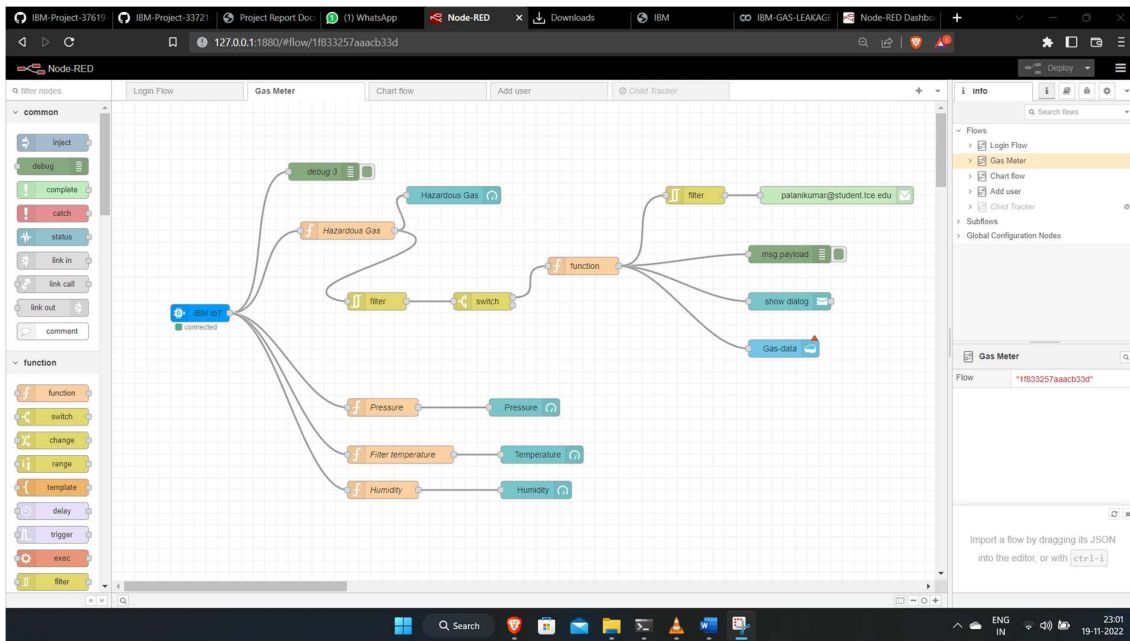 IBM-Project-37619- IBM-Project-33721- Project Report Doc (1) WhatsApp Node-RED Downloads IBM IBM-GAS-LEAKAGE Node-RED Dashbo
127.0.0.1:1880/#flow/1f833257aaacb33d
Node-RED Deploy
filter nodes Login Flow Gas Meter Chart flow Add user Child Tracker info
common
Search flows
inject
debug
complete
catch
status
link in
link call
link out
comment
function
function
switch
change
range
template
delay
trigger
exec
filter
debug 3
Hazardous Gas
Hazardous Gas
filter
palanikumar@student.tce.edu
function
msg.payload
filter
switch
show dialog
IBM IoT
connected
Gas-data
Pressure
Pressure
Filter temperature
Temperature
Humidity
Humidity
Flows
Login Flow
Gas Meter
Chart flow
Add user
Child Tracker
Subflows
Global Configuration Nodes
Gas Meter
Flow "1f833257aaacb33d"
Import a flow by dragging its JSON
into the editor, or with ctrl-i
Search
ENG
IN
23:01
19-11-2022